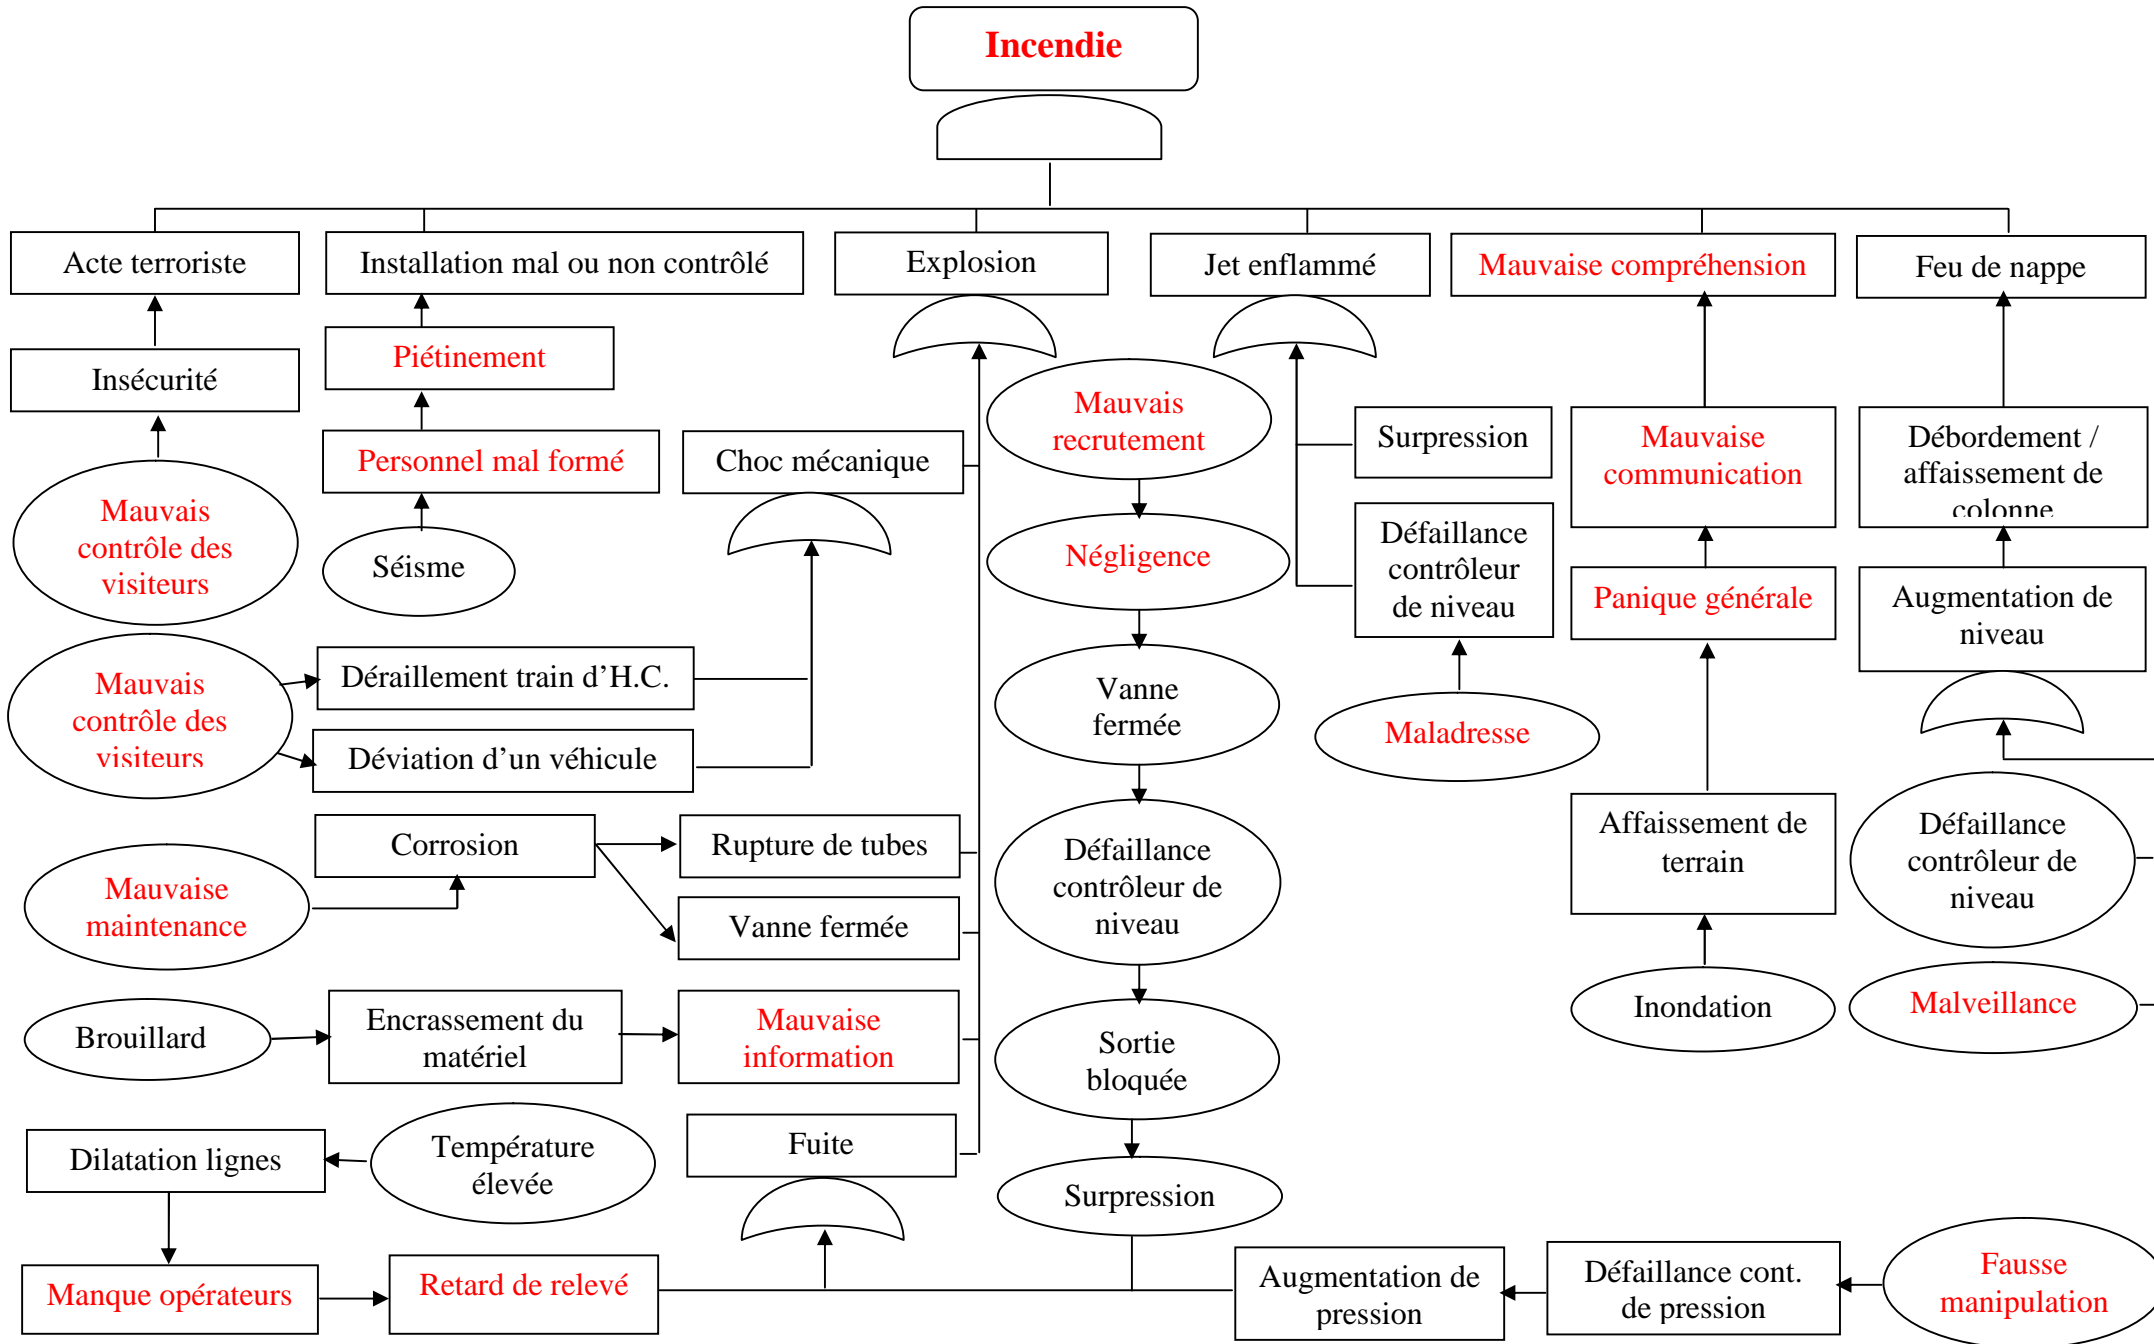 Incendie
Acte terroriste
Installation mal ou non contrôlé
Explosion
Jet enflammé
Mauvaise compréhension
Feu de nappe
Insécurité
Piétinement
Mauvais
recrutement
Personnel mal formé
Choc mécanique
Surpression
Mauvaise
communication
Débordement /
affaissement de
colonne
Mauvais
contrôle des
visiteurs
Séisme
Négligence
Défaillance
contrôleur
de niveau
Panique générale
Augmentation de
niveau
Mauvais
contrôle des
visiteurs
Déraillement train d’H.C.
Déviation d’un véhicule
Vanne
fermée
Maladresse
Corrosion
Rupture de tubes
Défaillance
contrôleur de
niveau
Affaissement de
terrain
Défaillance
contrôleur de
niveau
Mauvaise
maintenance
Vanne fermée
Brouillard
Encrassement du
matériel
Mauvaise
information
Sortie
bloquée
Inondation
Malveillance
Dilatation lignes
Température
élevée
Fuite
Surpression
Manque opérateurs
Retard de relevé
Augmentation de
pression
Défaillance cont.
de pression
Fausse
manipulation